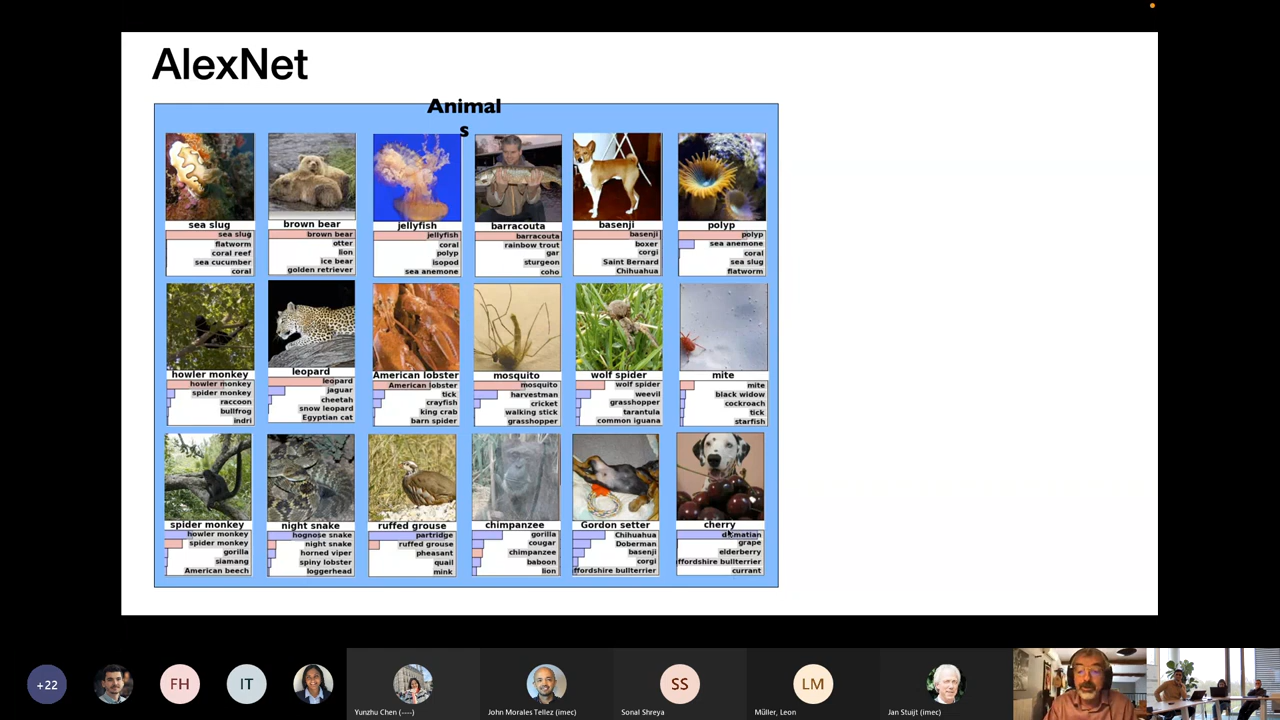 AlexNet
Animal
s
sea slug
sea slug
flatworm
coral reef
sea cucumber
coral
brown bear
brown bear
otter
lion
ice bear
golden retriever
jellyfish
jellyfish
coral
polyp
isopod
sea anemone
barracouta
barracouta
rainbow trout
gar
sturgeon
coho
basenji
basenji
boxer
corgi
Saint Bernard
Chihuahua
polyp
polyp
sea anemone
coral
sea slug
flatworm
howler monkey
howler monkey
spider monkey
raccoon
bullfrog
indri
leopard
leopard
jaguar
cheetah
snow leopard
Egyptian cat
American lobster
American lobster
tick
crayfish
king crab
barn spider
mosquito
mosquito
harvestman
cricket
walking stick
grasshopper
wolf spider
wolf spider
weevil
grasshopper
tarantula
common iguana
mite
mite
black widow
cockroach
tick
starfish
spider monkey
howler monkey
spider monkey
gorilla
siamang
American beech
night snake
hognose snake
night snake
horned viper
spiny lobster
loggerhead
ruffed grouse
partridge
ruffed grouse
pheasant
quail
mink
chimpanzee
gorilla
cougar
chimpanzee
baboon
lion
Gordon setter
Chihuahua
Doberman
basenji
corgi
ffordshire bullterrier
cherry
dalmatian
grape
elderberry
ffordshire bullterrier
currant
+22
FH
IT
Yunzhu Chen (----)
John Morales Tellez (imec)
SS
Sonal Shreya
LM
Müller, Leon
Jan Stuijt (imec)